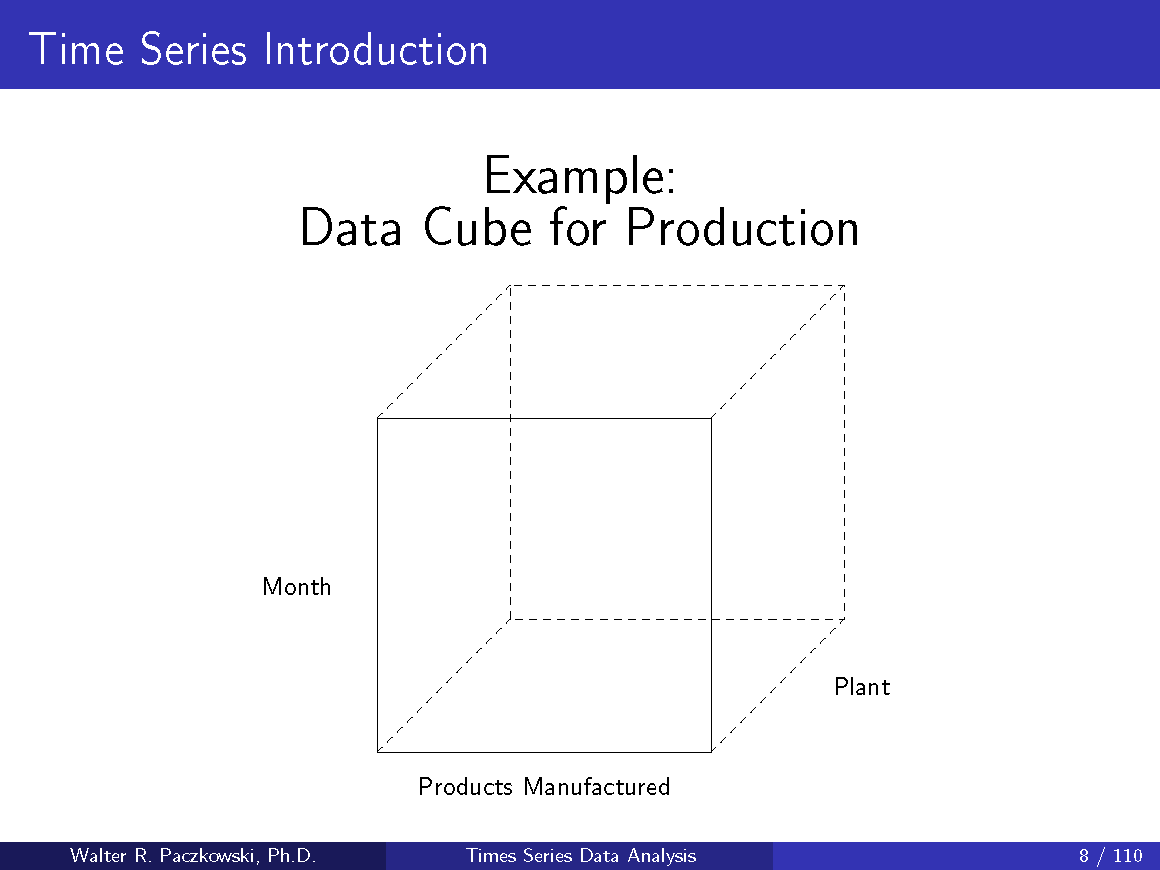 Time Series Introduction
Example:
Data Cube for Production
Month
Plant
Products Manufactured
Walter R. Paczkowski, Ph.D.
Times Series Data Analysis
8 / 110